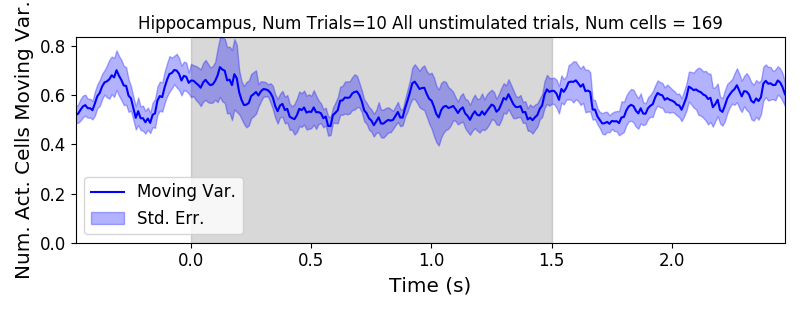 Hippocampus, Num Trials=10 All unstimulated trials, Num cells = 169
Num. Act. Cells Moving Var.
0.8
0.6
0.4
0.2
0.0
Moving Var.
Std. Err.
0.0 0.5 1.0 1.5 2.0
Time (s)